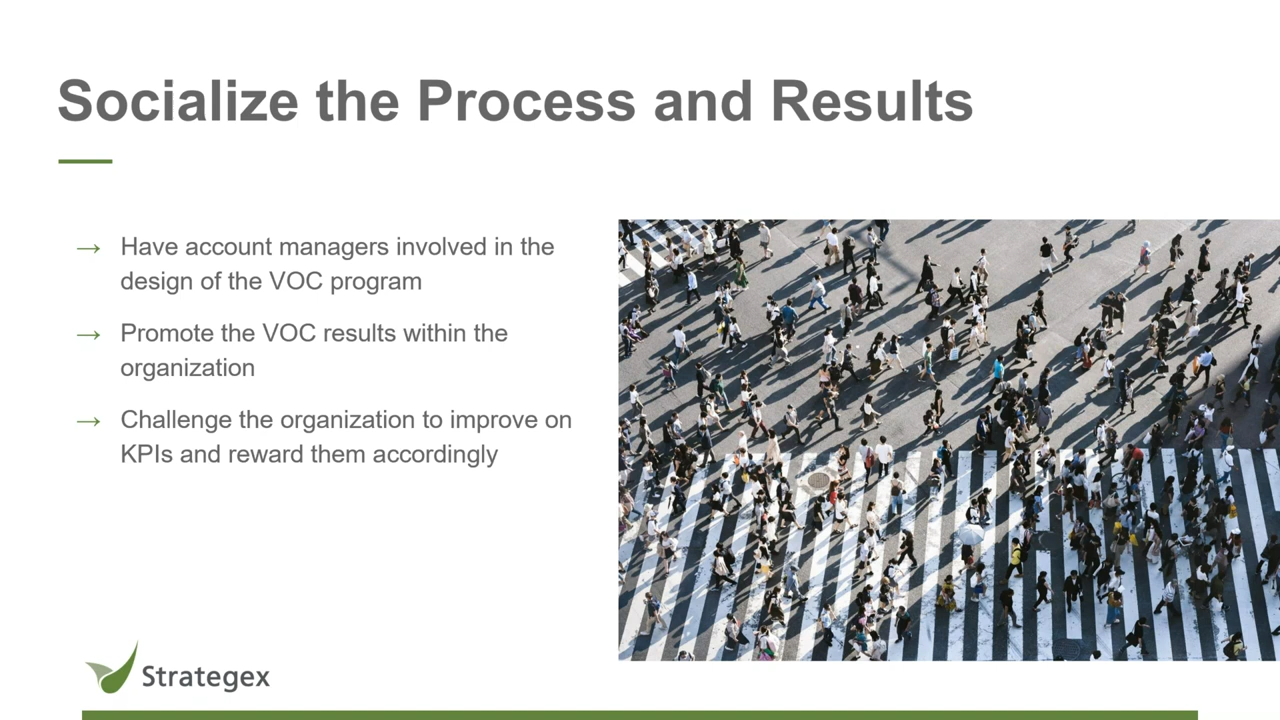 Socialize the Process and Results
→ Have account managers involved in the
design of the VOC program
→ Promote the VOC results within the
organization
→ Challenge the organization to improve on
KPIs and reward them accordingly
Strategex